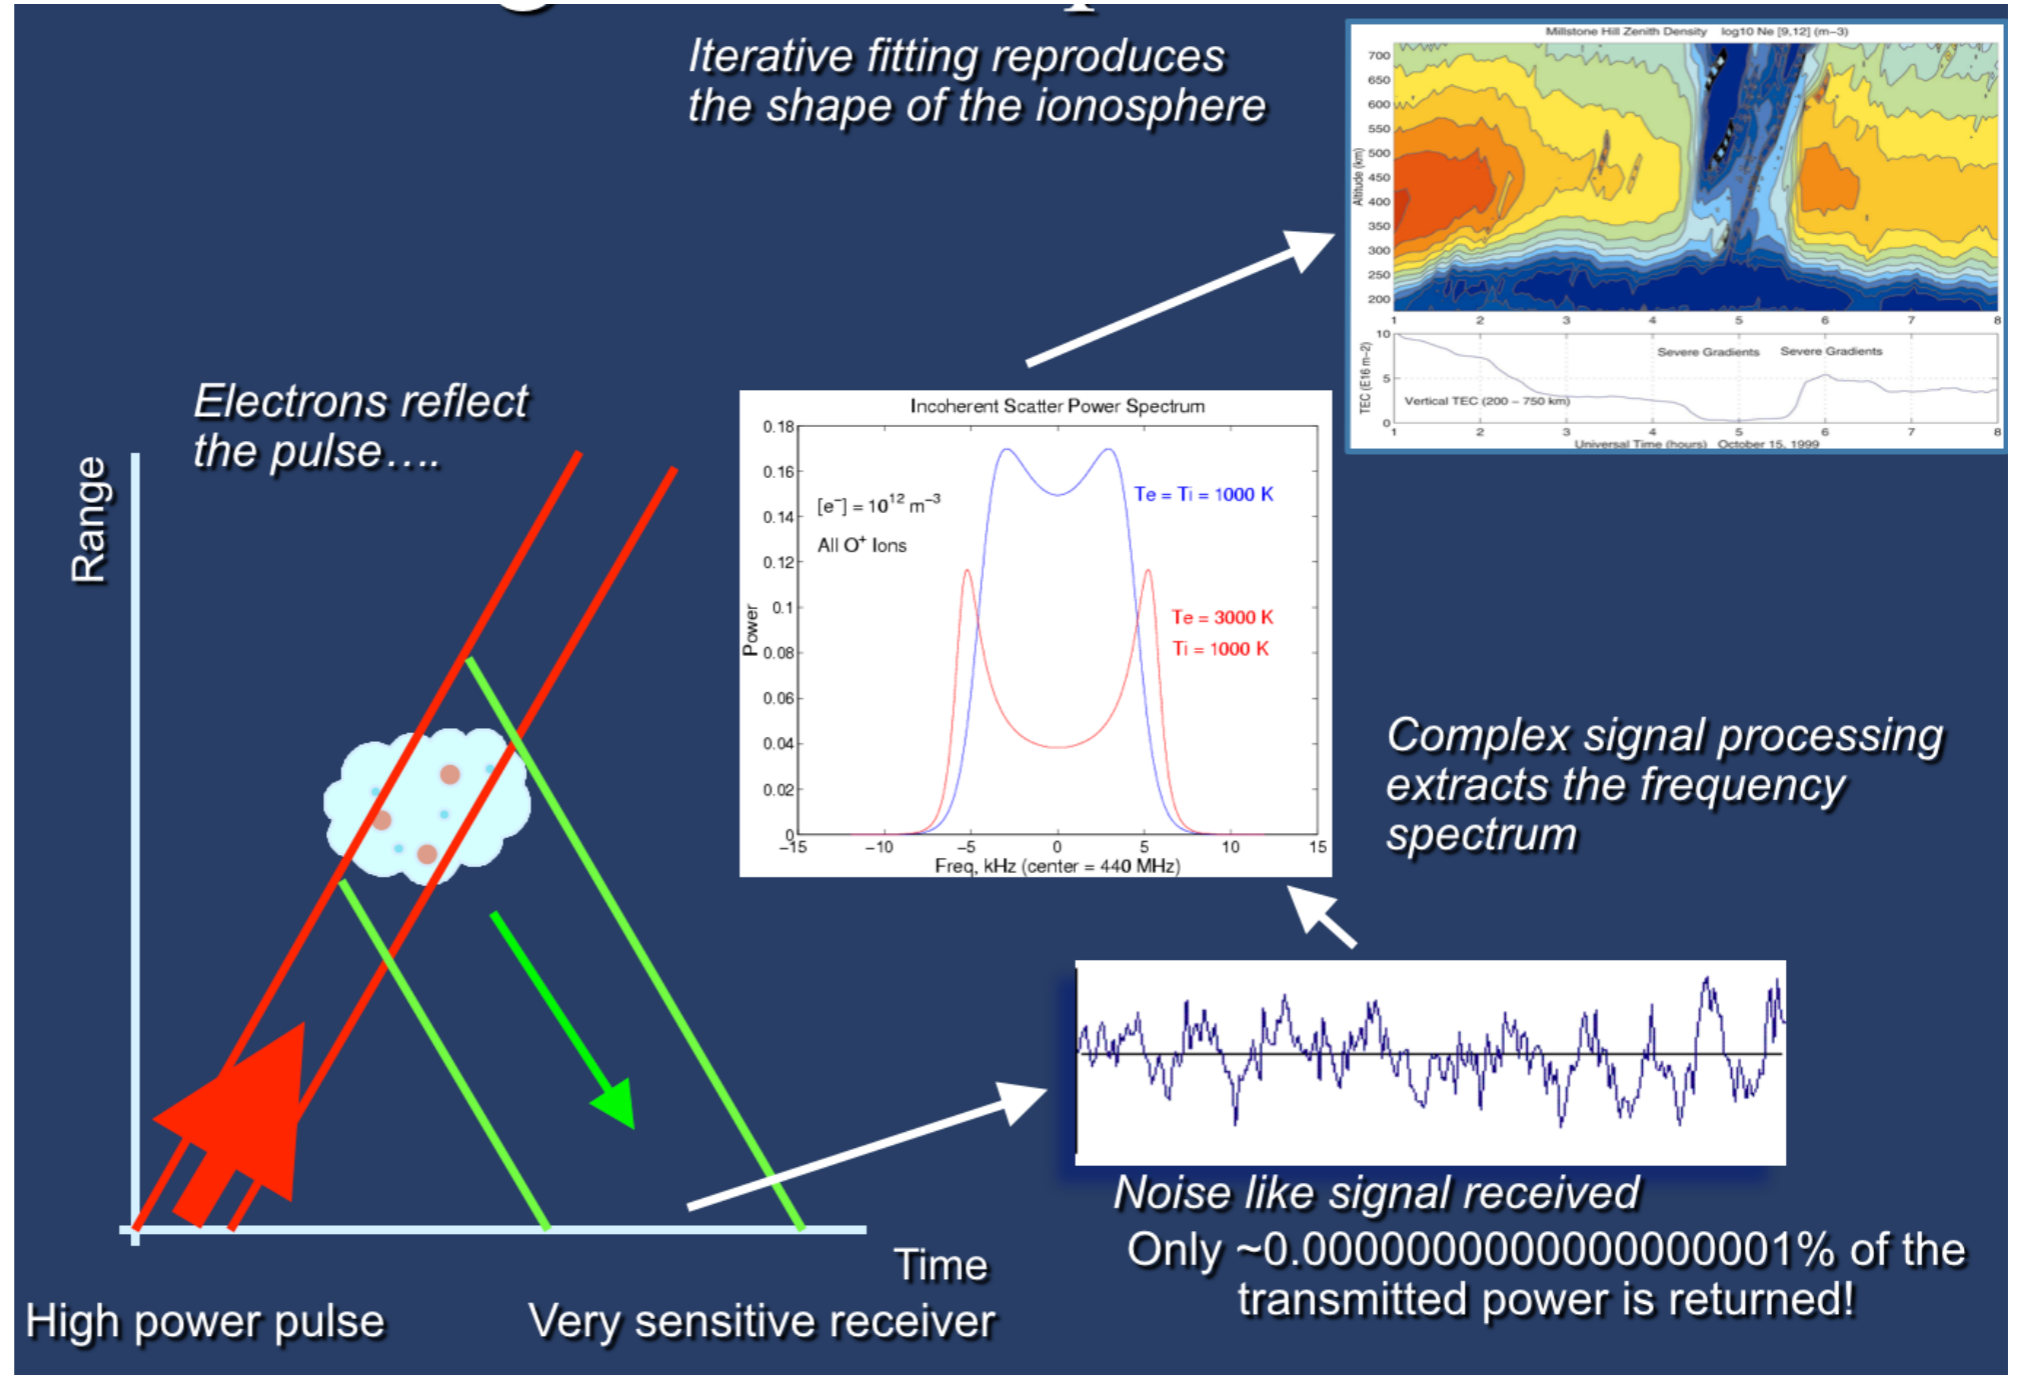 Iterative fitting reproduces
the shape of the ionosphere
Millstone Hill Zenith Density log10 Ne [9,12] (m−3)
Altitude (km)
700
650
600
550
500
450
400
350
300
250
200
1 2 3 4 5 6 7 8
TEC (E16 m−2)
10
5
0
Severe Gradients Severe Gradients
Vertical TEC (200 − 750 km)
1 2 3 4 5 6 7 8
Universal Time (hours) October 15, 1999
Electrons reflect
the pulse….
Range
Incoherent Scatter Power Spectrum
Power
0.18
0.16
0.14
0.12
0.1
0.08
0.06
0.04
0.02
0
[e⁻] = 10¹² m⁻³
All O⁺ Ions
Te = Ti = 1000 K
Te = 3000 K
Ti = 1000 K
−15 −10 −5 0 5 10 15
Freq, kHz (center = 440 MHz)
Complex signal processing
extracts the frequency
spectrum
Noise like signal received
Only ~0.0000000000000000001% of the
transmitted power is returned!
Time
High power pulse
Very sensitive receiver